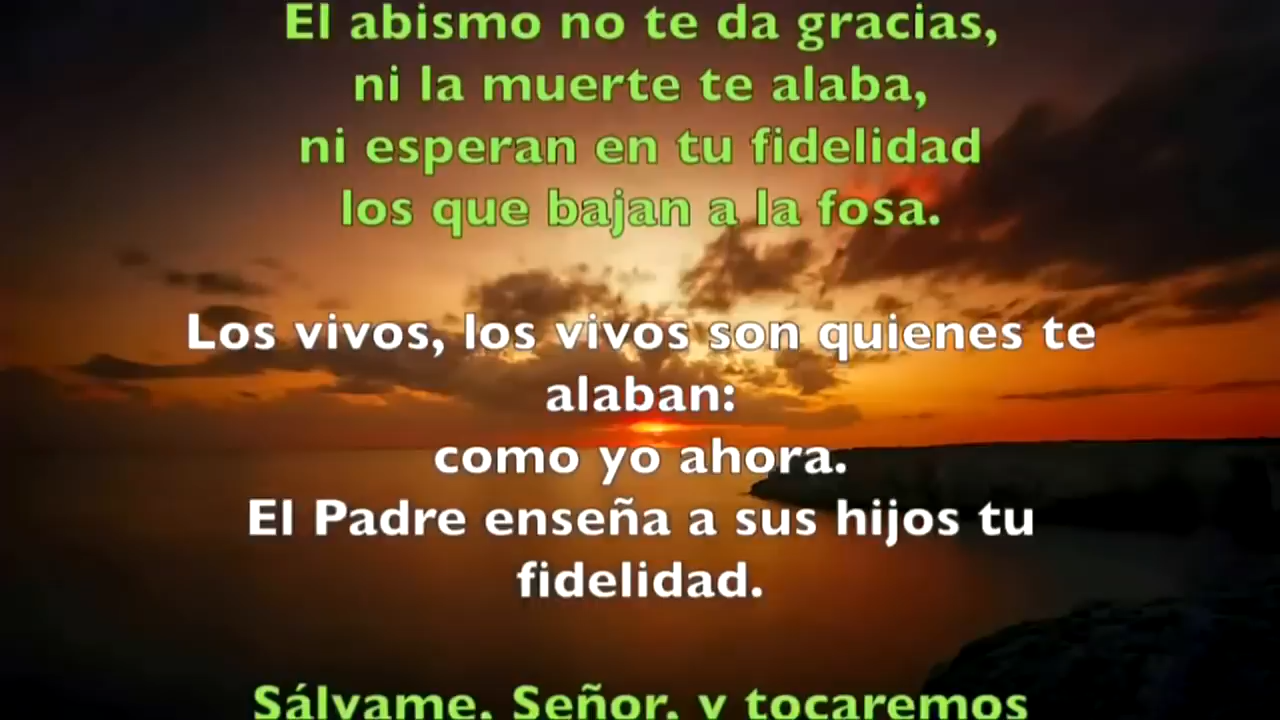 El abismo no te da gracias,
ni la muerte te alaba,
ni esperan en tu fidelidad
los que bajan a la fosa.
Los vivos, los vivos son quienes te
alaban:
como yo ahora.
El Padre enseña a sus hijos tu
fidelidad.
Sálvame, Señor, y tocaremos